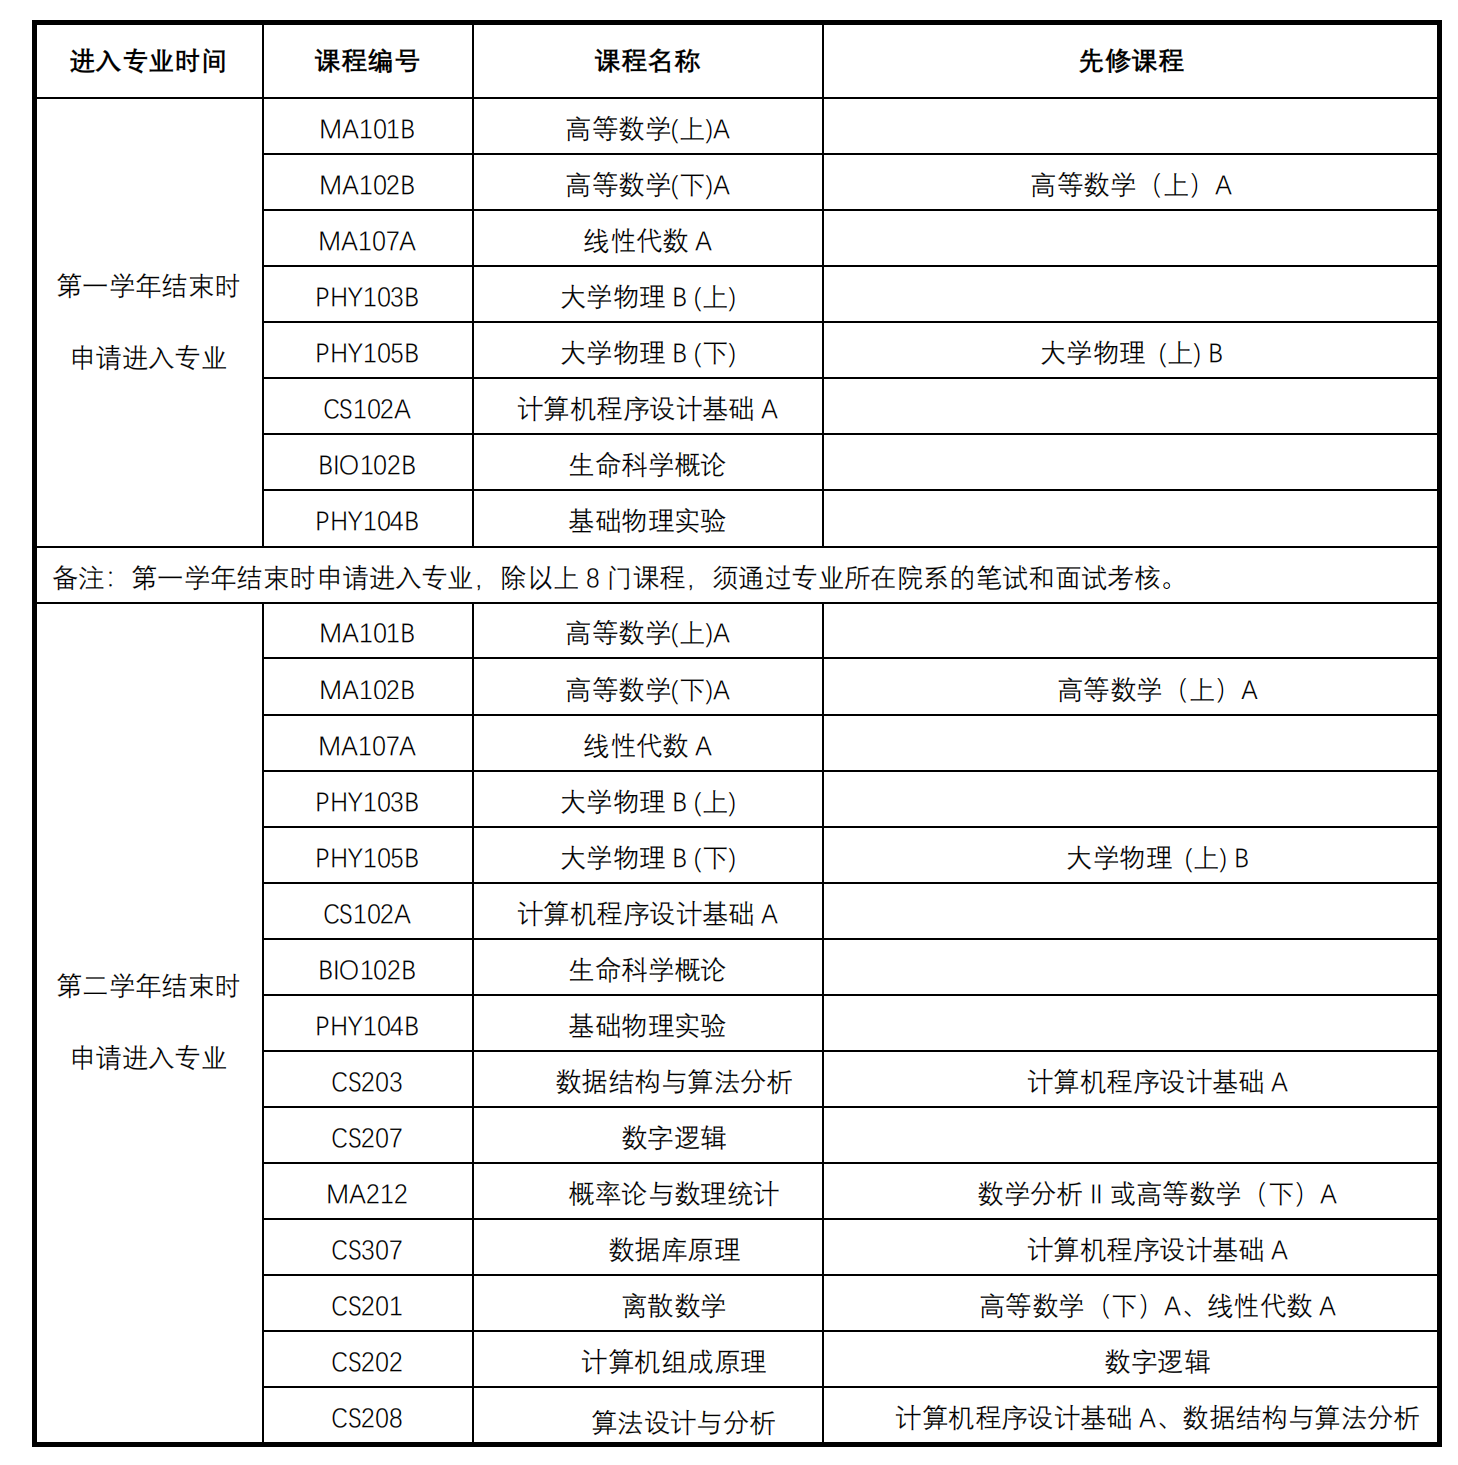 进入专业时间 课程编号 课程名称 先修课程
MA101B 高等数学(上)A
MA102B 高等数学(下)A 高等数学（上）A
MA107A 线性代数 A
PHY103B 大学物理 B (上)
第一学年结束时
申请进入专业
PHY105B 大学物理 B (下) 大学物理 (上) B
CS102A 计算机程序设计基础 A
BIO102B 生命科学概论
PHY104B 基础物理实验
备注：第一学年结束时申请进入专业，除以上 8 门课程，须通过专业所在院系的笔试和面试考核。
MA101B 高等数学(上)A
MA102B 高等数学(下)A 高等数学（上）A
MA107A 线性代数 A
PHY103B 大学物理 B (上)
PHY105B 大学物理 B (下) 大学物理 (上) B
CS102A 计算机程序设计基础 A
BIO102B 生命科学概论
第二学年结束时
申请进入专业
PHY104B 基础物理实验
CS203 数据结构与算法分析 计算机程序设计基础 A
CS207 数字逻辑
MA212 概率论与数理统计 数学分析 II 或高等数学（下）A
CS307 数据库原理 计算机程序设计基础 A
CS201 离散数学 高等数学（下）A、线性代数 A
CS202 计算机组成原理 数字逻辑
CS208 算法设计与分析 计算机程序设计基础 A、数据结构与算法分析